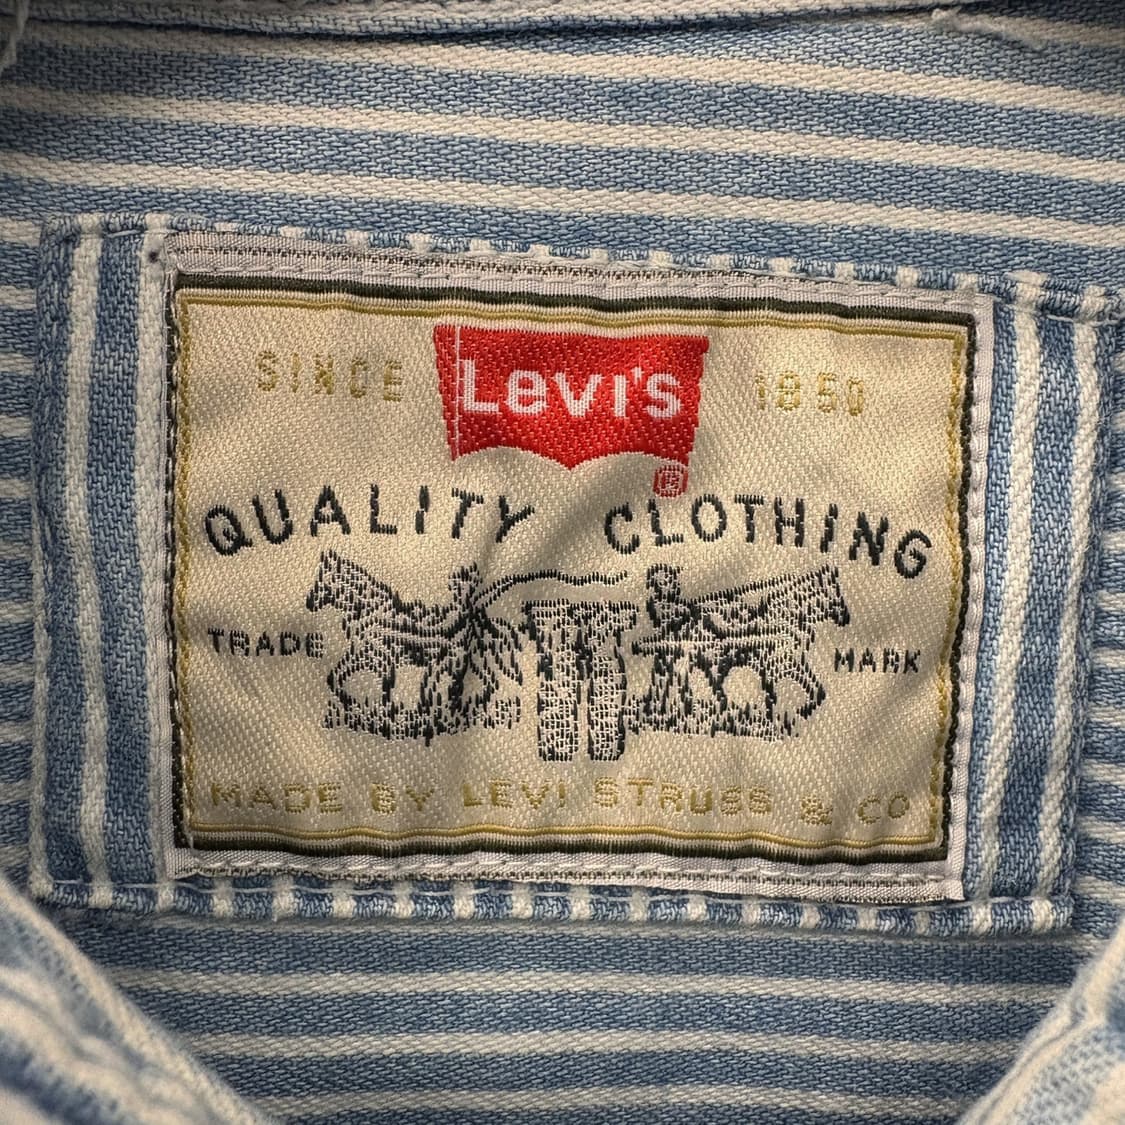 SINCE Levi's 1850
®
QUALITY CLOTHING
TRADE MARK
MADE BY LEVI STRUSS & CO